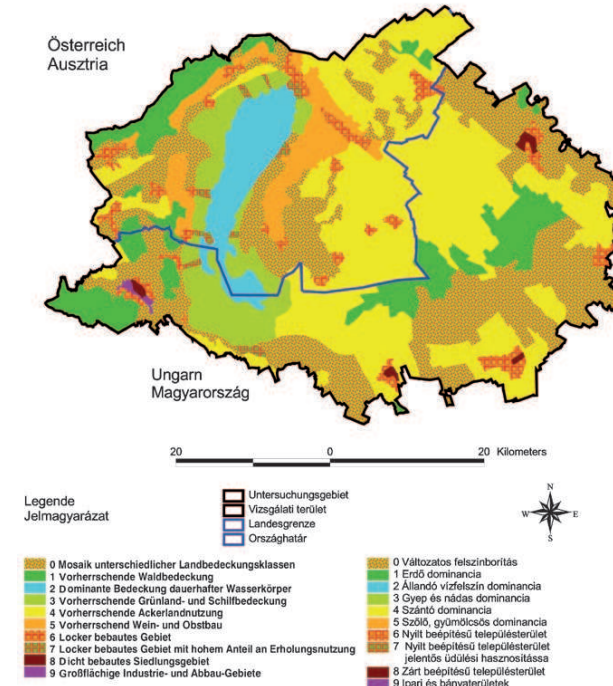 Österreich
Ausztria
Ungarn
Magyarország
20 0 20 Kilometers
Legende
Jelmagyarázat
Untersuchungsgebiet
Vizsgálati terület
Landesgrenze
Országhatár
N
W E
S
0 Mosaik unterschiedlicher Landbedeckungsklassen
1 Vorherrschende Waldbedeckung
2 Dominante Bedeckung dauerhafter Wasserkörper
3 Vorherrschende Grünland- und Schilfbedeckung
4 Vorherrschende Ackerlandnutzung
5 Vorherrschend Wein- und Obstbau
6 Locker bebautes Gebiet
7 Locker bebautes Gebiet mit hohem Anteil an Erholungsnutzung
8 Dicht bebautes Siedlungsgebiet
9 Großflächige Industrie- und Abbau-Gebiete
0 Változatos felszínborítás
1 Erdő dominancia
2 Állandó vízfelszín dominancia
3 Gyep és nádas dominancia
4 Szántó dominancia
5 Szőlő, gyümölcsös dominancia
6 Nyílt beépítésű településterület
7 Nyílt beépítésű településterület
jelentős üdülési hasznosítássa
8 Zárt beépítésű településterület
9 Ipari és bányaterületek